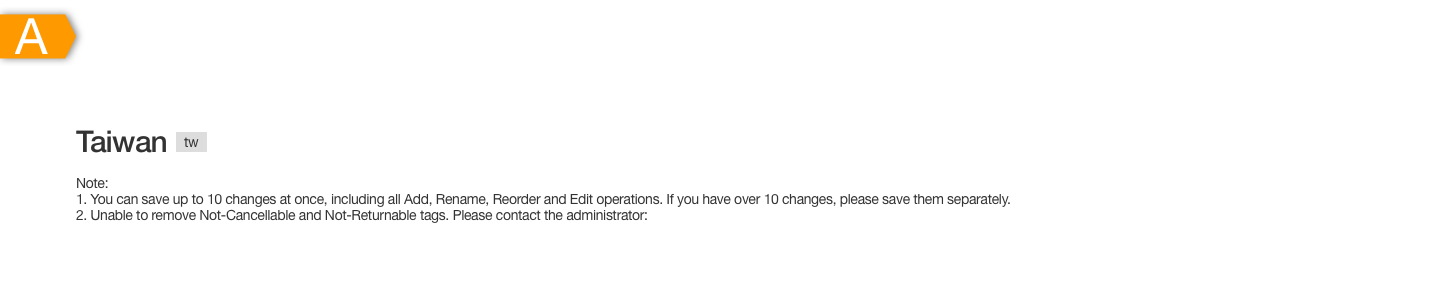 A
Taiwan tw
Note:
1. You can save up to 10 changes at once, including all Add, Rename, Reorder and Edit operations. If you have over 10 changes, please save them separately.
2. Unable to remove Not-Cancellable and Not-Returnable tags. Please contact the administrator: